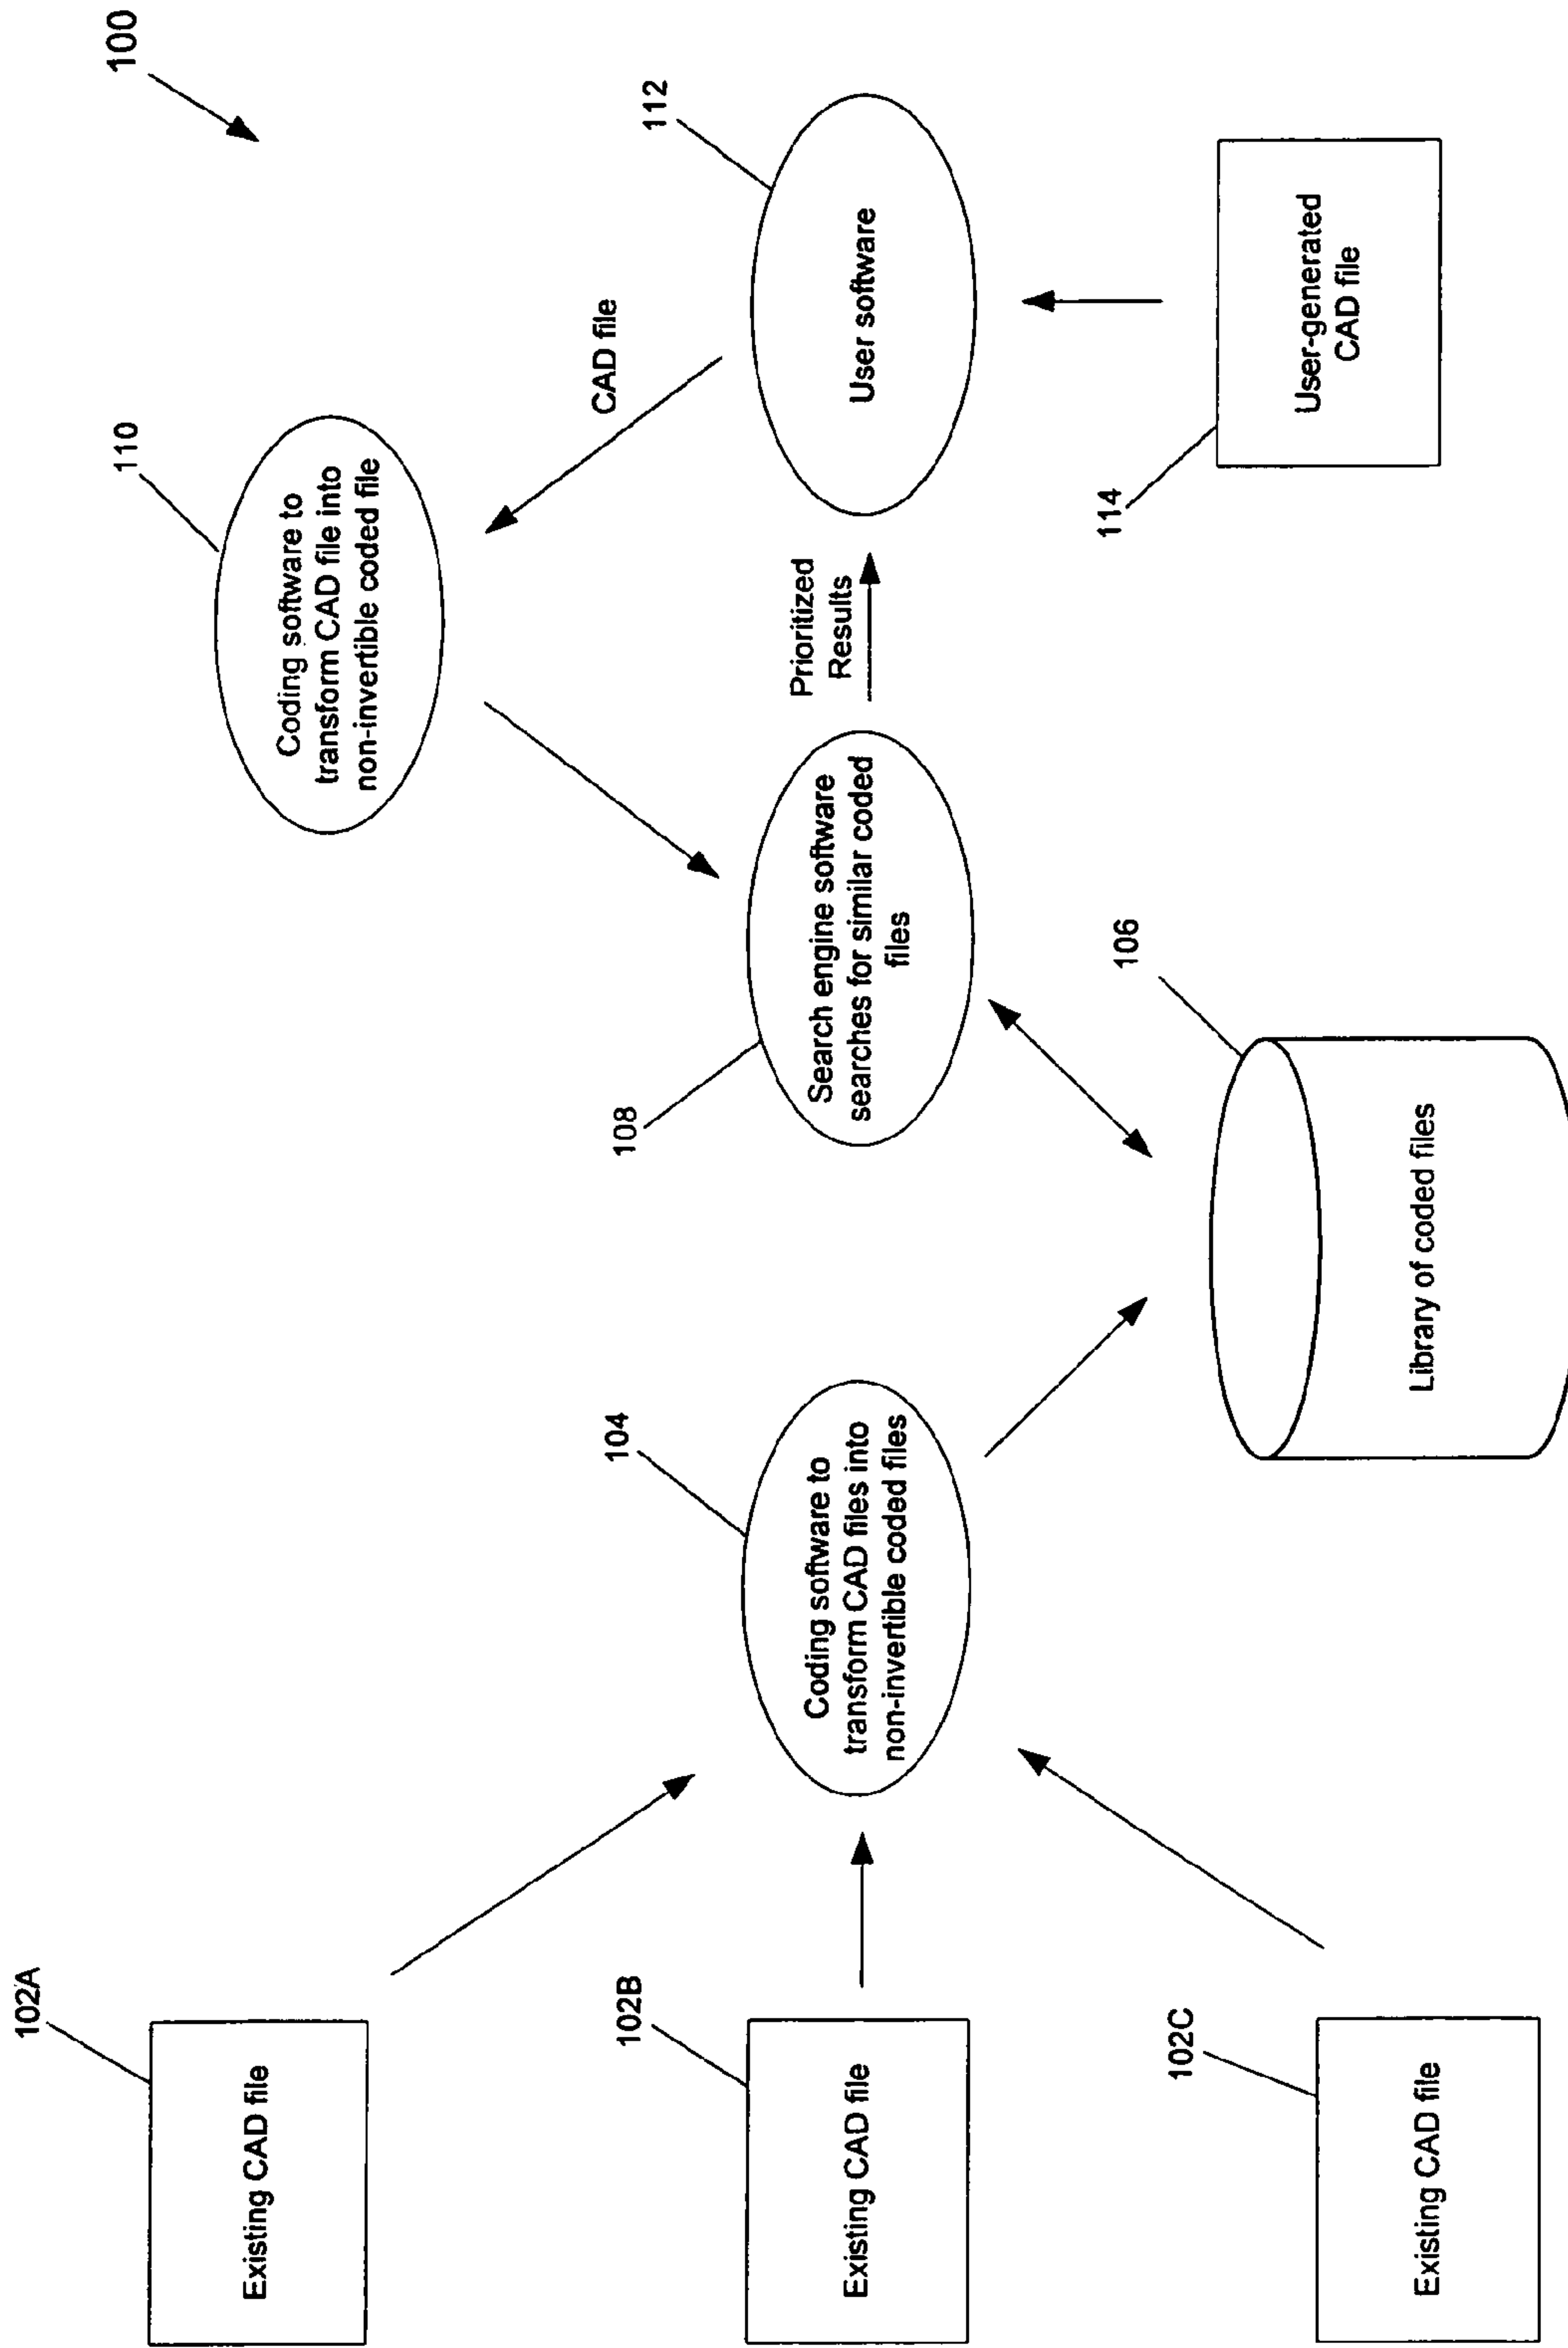 100
102A
Existing CAD file
102B
Existing CAD file
102C
Existing CAD file
104
Coding software to
transform CAD files into
non-invertible coded files
106
Library of coded files
108
Search engine software
searches for similar coded
files
Prioritized
Results
110
Coding software to
transform CAD file into
non-invertible coded file
CAD file
112
User software
114
User-generated
CAD file